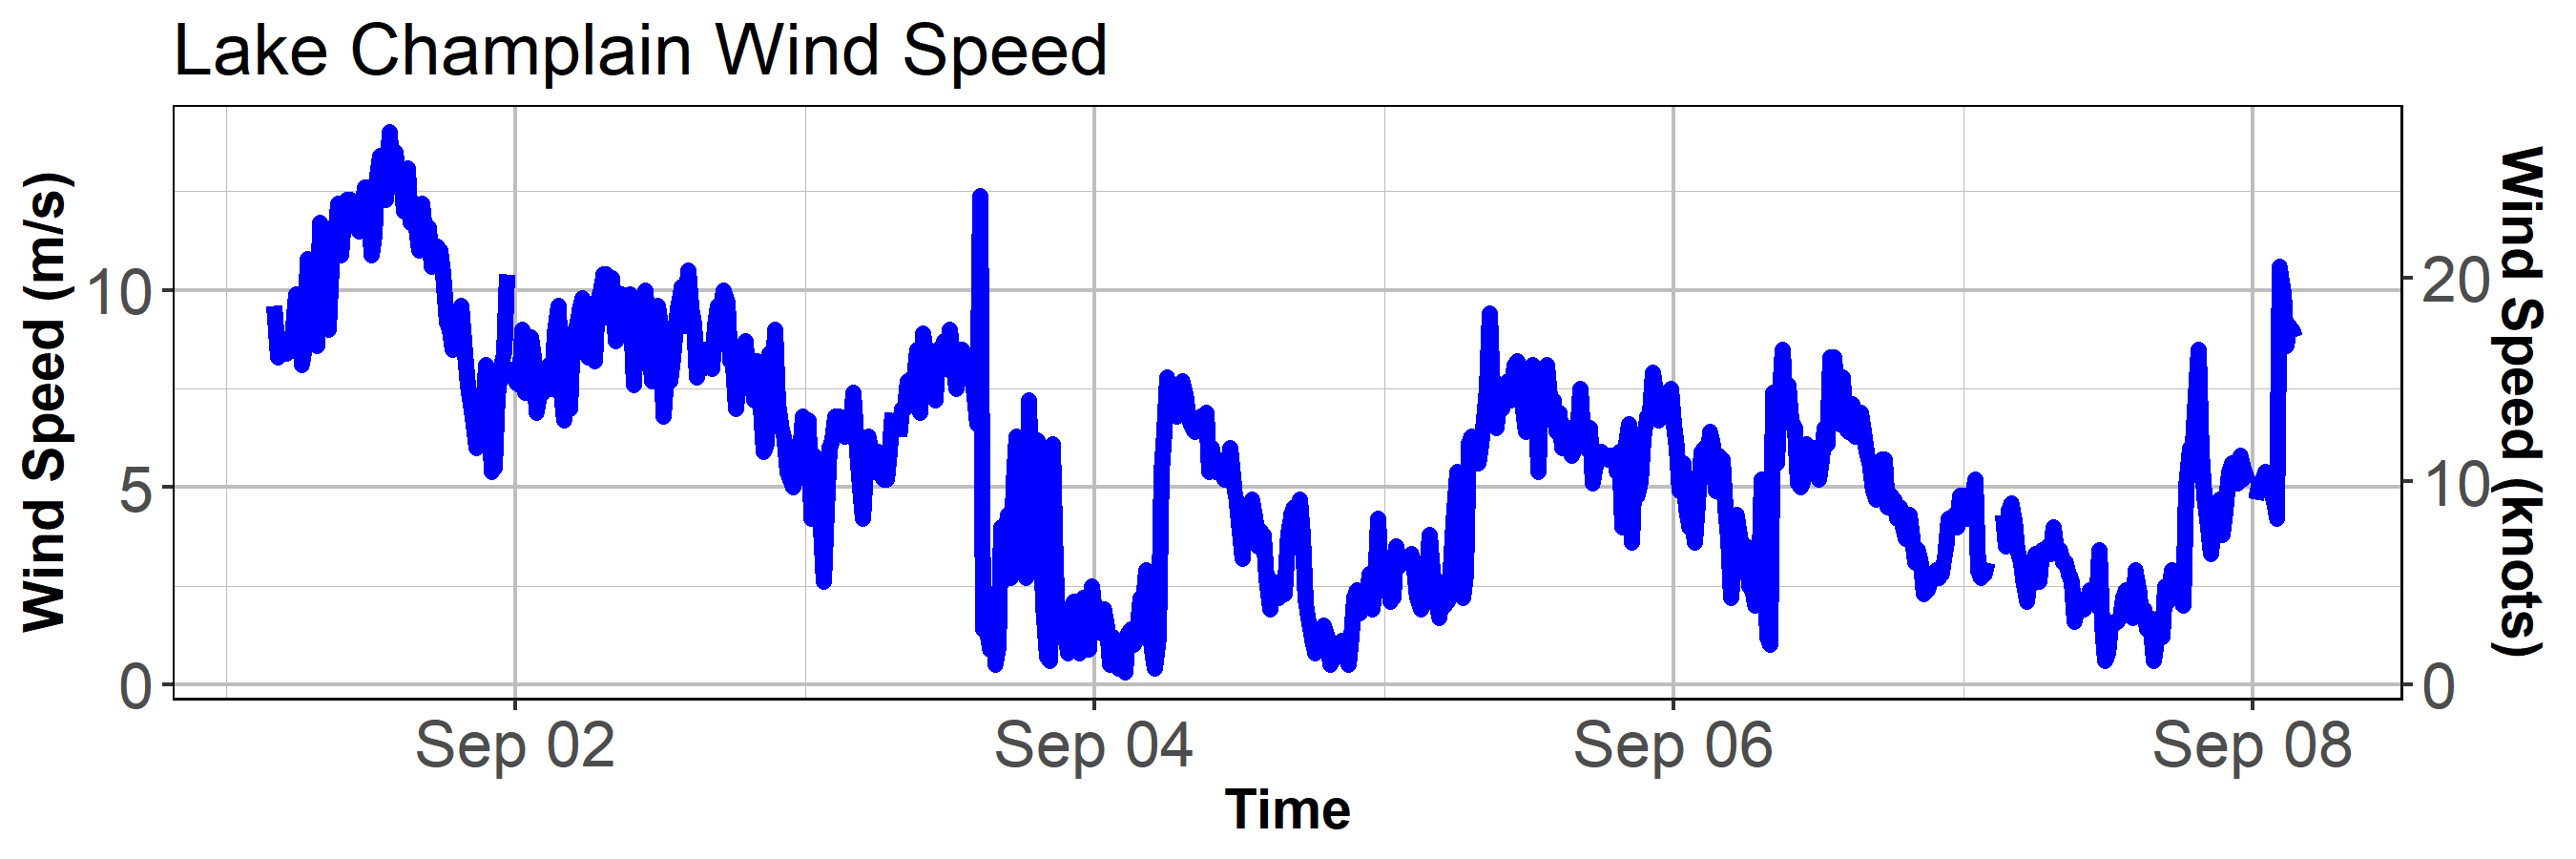 Lake Champlain Wind Speed
Wind Speed (m/s)
10
5
0
20
10
0
Wind Speed (knots)
Sep 02
Sep 04
Sep 06
Sep 08
Time